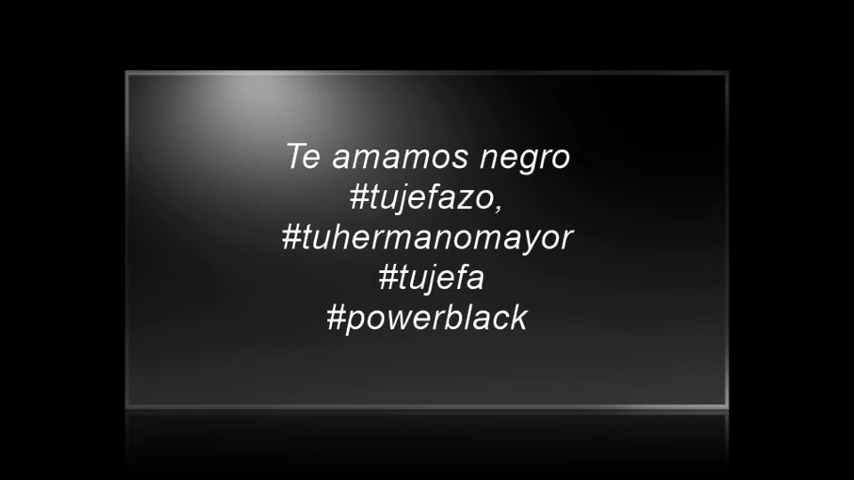 Te amamos negro
#tujefazo,
#tuhermanomayor
#tujefa
#powerblack